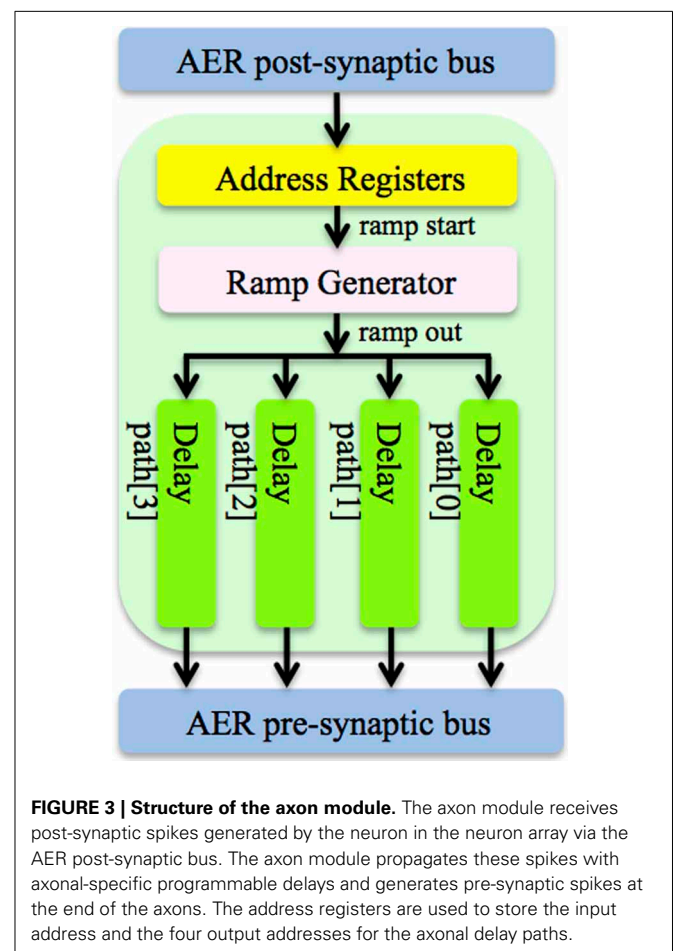 AER post-synaptic bus
Address Registers
ramp start
Ramp Generator
ramp out
Delay
path[3]
Delay
path[2]
Delay
path[1]
Delay
path[0]
AER pre-synaptic bus
FIGURE 3 | Structure of the axon module. The axon module receives
post-synaptic spikes generated by the neuron in the neuron array via the
AER post-synaptic bus. The axon module propagates these spikes with
axonal-specific programmable delays and generates pre-synaptic spikes at
the end of the axons. The address registers are used to store the input
address and the four output addresses for the axonal delay paths.